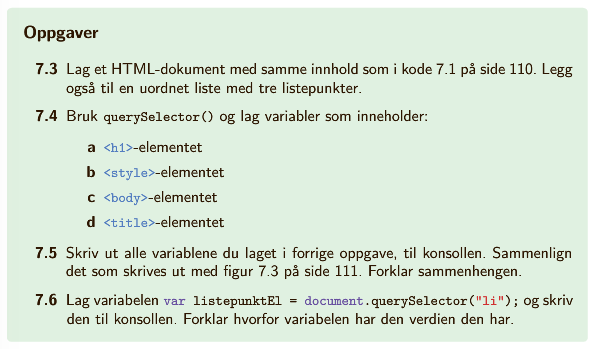 Oppgaver
7.3 Lag et HTML-dokument med samme innhold som i kode 7.1 på side 110. Legg
også til en uordnet liste med tre listepunkter.
7.4 Bruk querySelector() og lag variabler som inneholder:
a <h1>-elementet
b <style>-elementet
c <body>-elementet
d <title>-elementet
7.5 Skriv ut alle variablene du laget i forrige oppgave, til konsollen. Sammenlign
det som skrives ut med figur 7.3 på side 111. Forklar sammenhengen.
7.6 Lag variabelen var listepunktEl = document.querySelector("li"); og skriv
den til konsollen. Forklar hvorfor variabelen har den verdien den har.